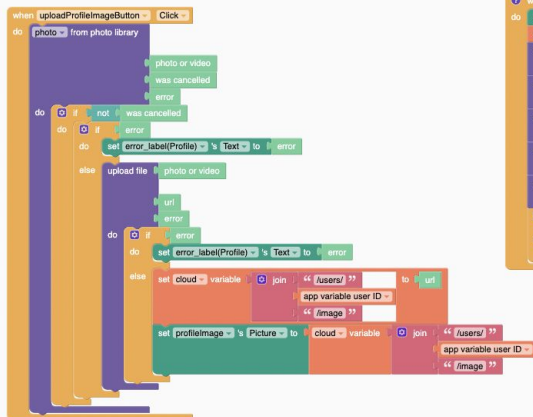 when uploadProfileImageButton Click
do photo from photo library
photo or video
was cancelled
error
do if not was cancelled
do if error
do set error_label(Profile) 's Text to error
else upload file photo or video
url
error
do if error
do set error_label(Profile) 's Text to error
else set cloud variable join “ /users/ ” to url
app variable user ID
“ /image ”
set profileImage 's Picture to cloud variable join “ /users/ ”
app variable user ID
“ /image ”
do